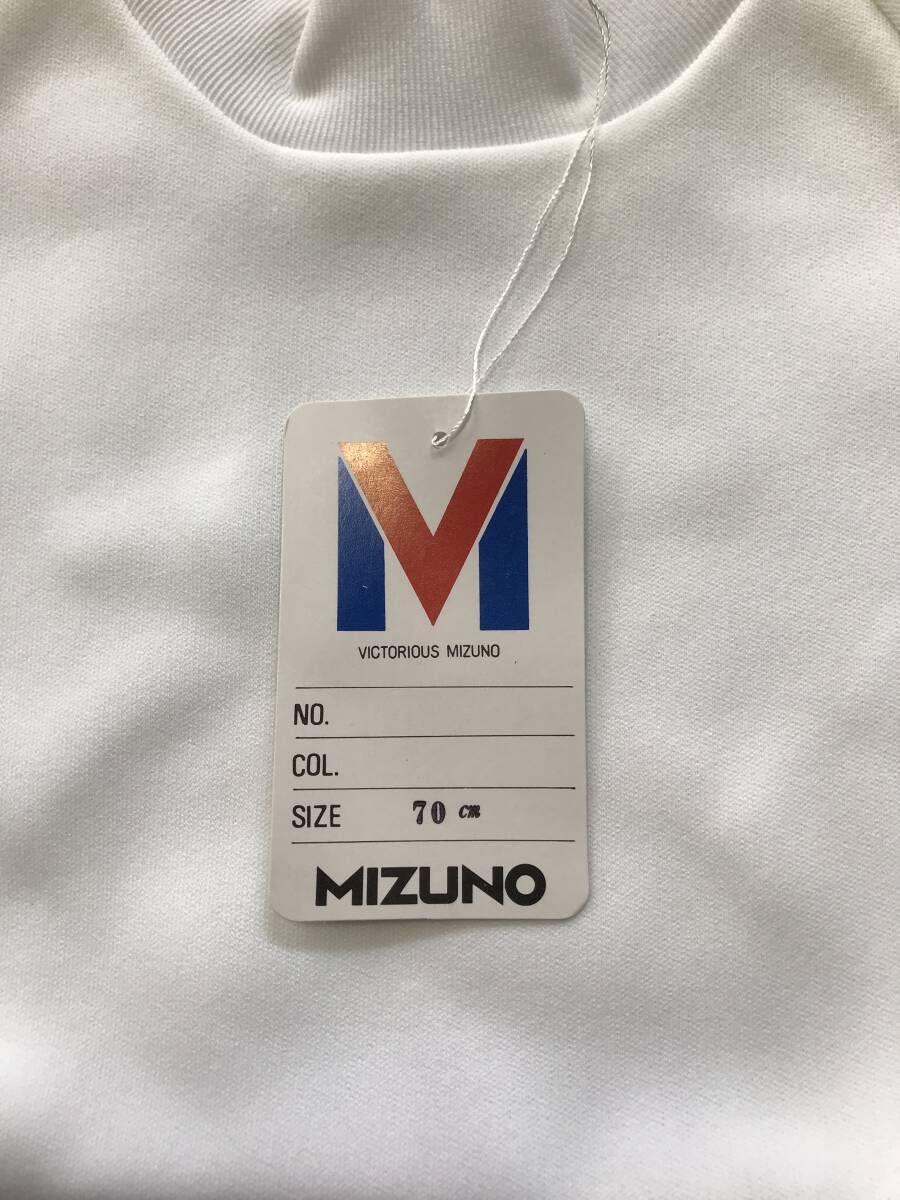 VICTORIOUS MIZUNO
NO.
COL.
SIZE 70 cm
MIZUNO